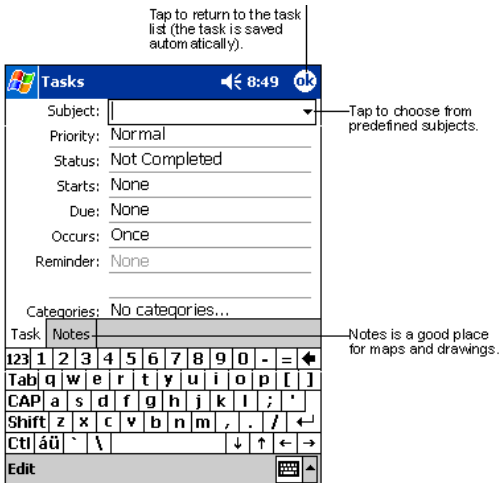 Tap to return to the task
list (the task is saved
automatically).
Tasks 8:49 ok
Subject:
Tap to choose from
predefined subjects.
Priority: Normal
Status: Not Completed
Starts: None
Due: None
Occurs: Once
Reminder: None
Categories: No categories...
Task Notes
Notes is a good place
for maps and drawings.
123 1 2 3 4 5 6 7 8 9 0 - =
Tab q w e r t y u i o p [ ]
CAP a s d f g h j k l ; '
Shift z x c v b n m , . /
Ctl áü ` \
Edit